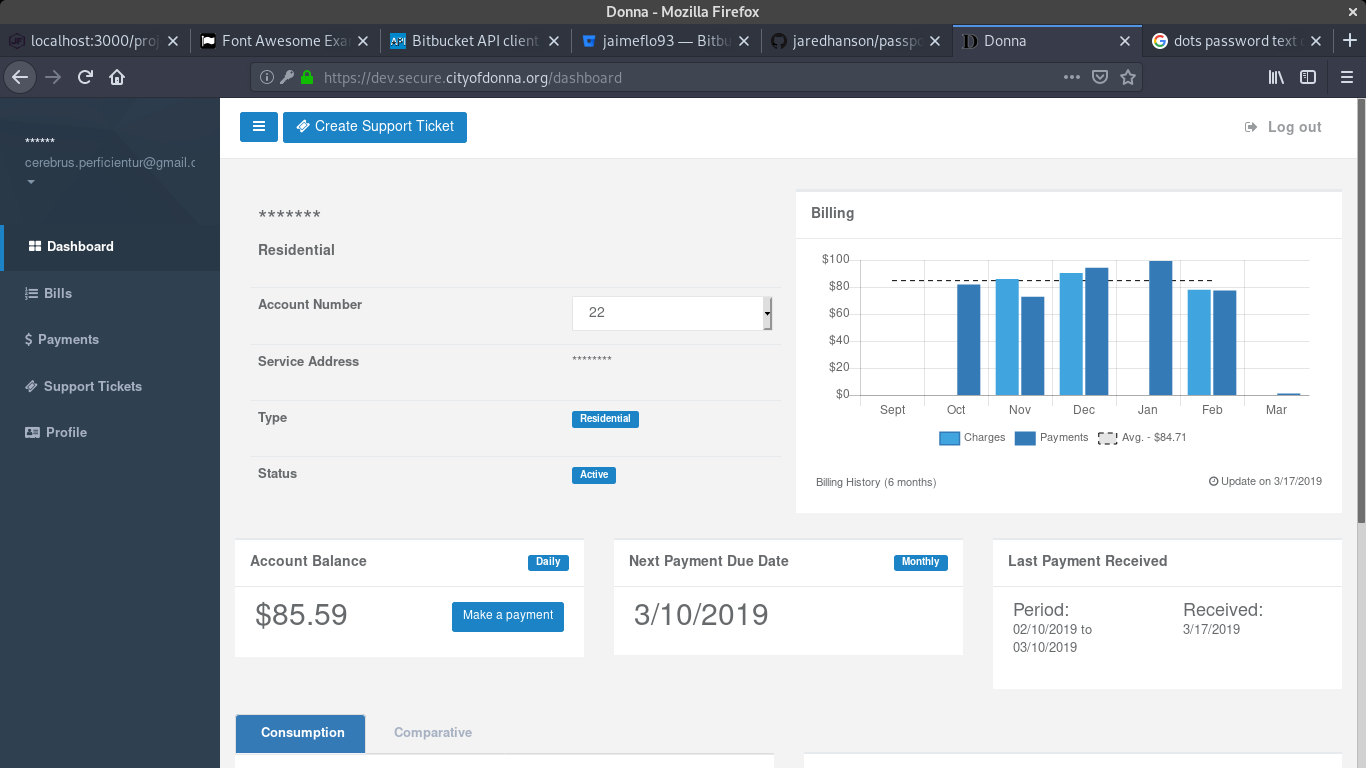 Donna - Mozilla Firefox
localhost:3000/proj
Font Awesome Exa
Bitbucket API client
jaimeflo93 — Bitbu
jaredhanson/passpo
D Donna
dots password text
https://dev.secure.cityofdonna.org/dashboard
******
cerebrus.perficientur@gmail.c
Dashboard
Bills
$ Payments
Support Tickets
Profile
Create Support Ticket
Log out
*******
Residential
Account Number
22
Service Address
********
Type
Residential
Status
Active
Billing
$100
$80
$60
$40
$20
$0
Sept Oct Nov Dec Jan Feb Mar
Charges Payments Avg. - $84.71
Billing History (6 months)
Update on 3/17/2019
Account Balance
Daily
$85.59
Make a payment
Next Payment Due Date
Monthly
3/10/2019
Last Payment Received
Period:
02/10/2019 to
03/10/2019
Received:
3/17/2019
Consumption
Comparative